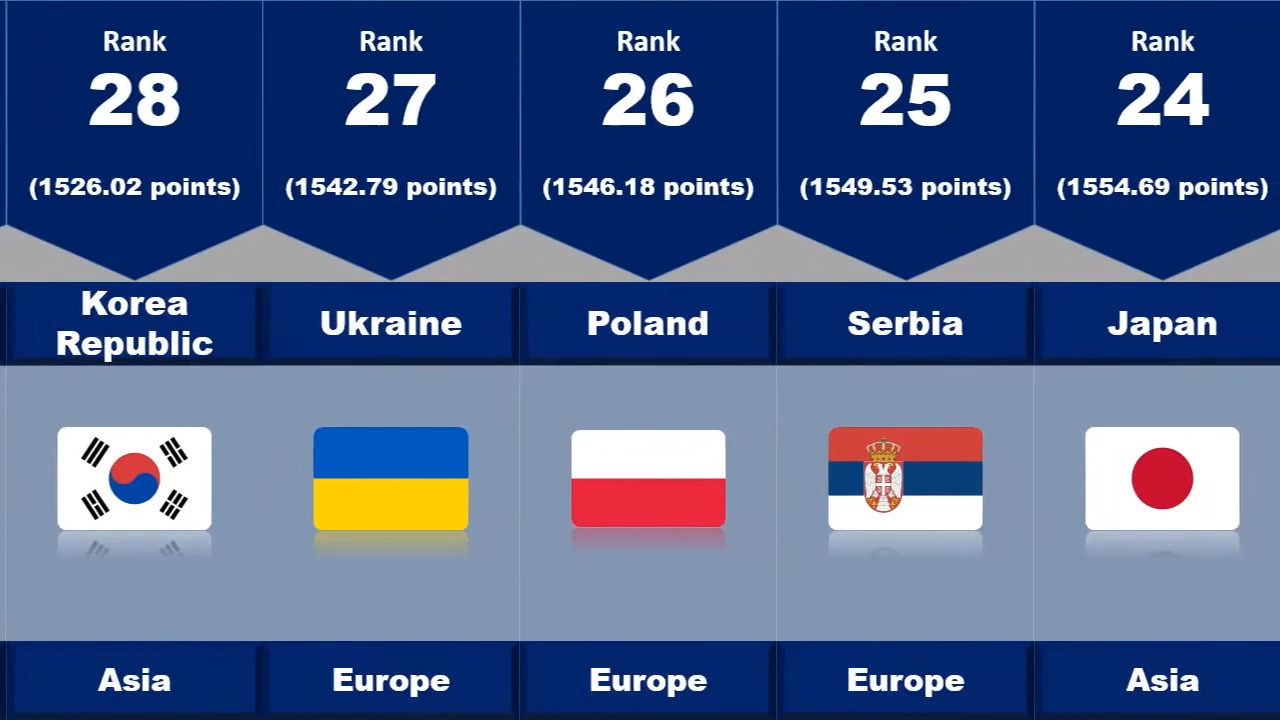 Rank
28
(1526.02 points)
Korea
Republic
Asia
Rank
27
(1542.79 points)
Ukraine
Europe
Rank
26
(1546.18 points)
Poland
Europe
Rank
25
(1549.53 points)
Serbia
Europe
Rank
24
(1554.69 points)
Japan
Asia